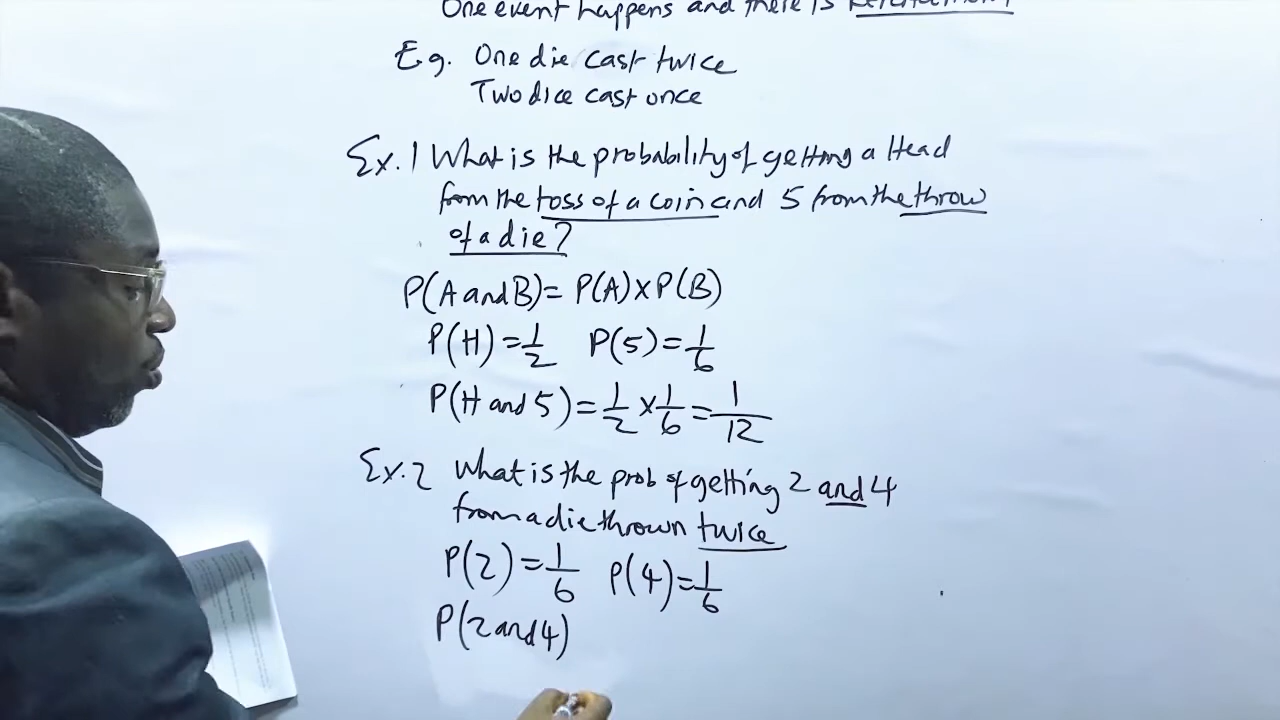 One event happens and there is
Eg. One die cast twice
Two dice cast once
Ex.1 What is the probability of getting a Head
from the toss of a coin and 5 from the throw
of a die?
P(A and B) = P(A) X P(B)
P(H) = 1/2 P(5) = 1/6
P(H and 5) = 1/2 x 1/6 = 1/12
Ex.2 What is the prob of getting 2 and 4
from a die thrown twice
P(2) = 1/6 P(4) = 1/6
P(2 and 4)